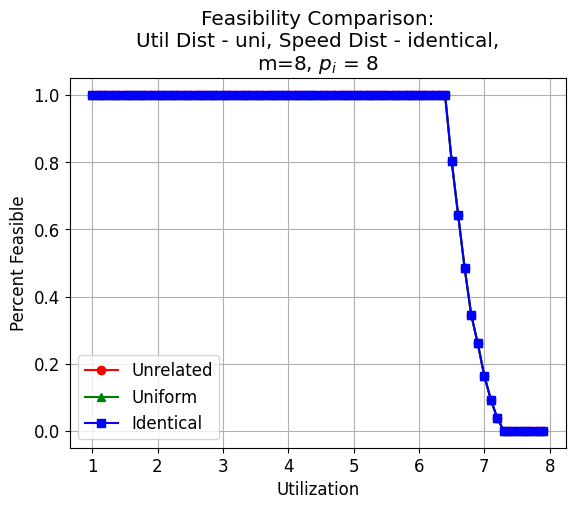 Feasibility Comparison:
Util Dist - uni, Speed Dist - identical,
m=8, pᵢ = 8
Percent Feasible
1.0
0.8
0.6
0.4
0.2
0.0
Unrelated
Uniform
Identical
1 2 3 4 5 6 7 8
Utilization